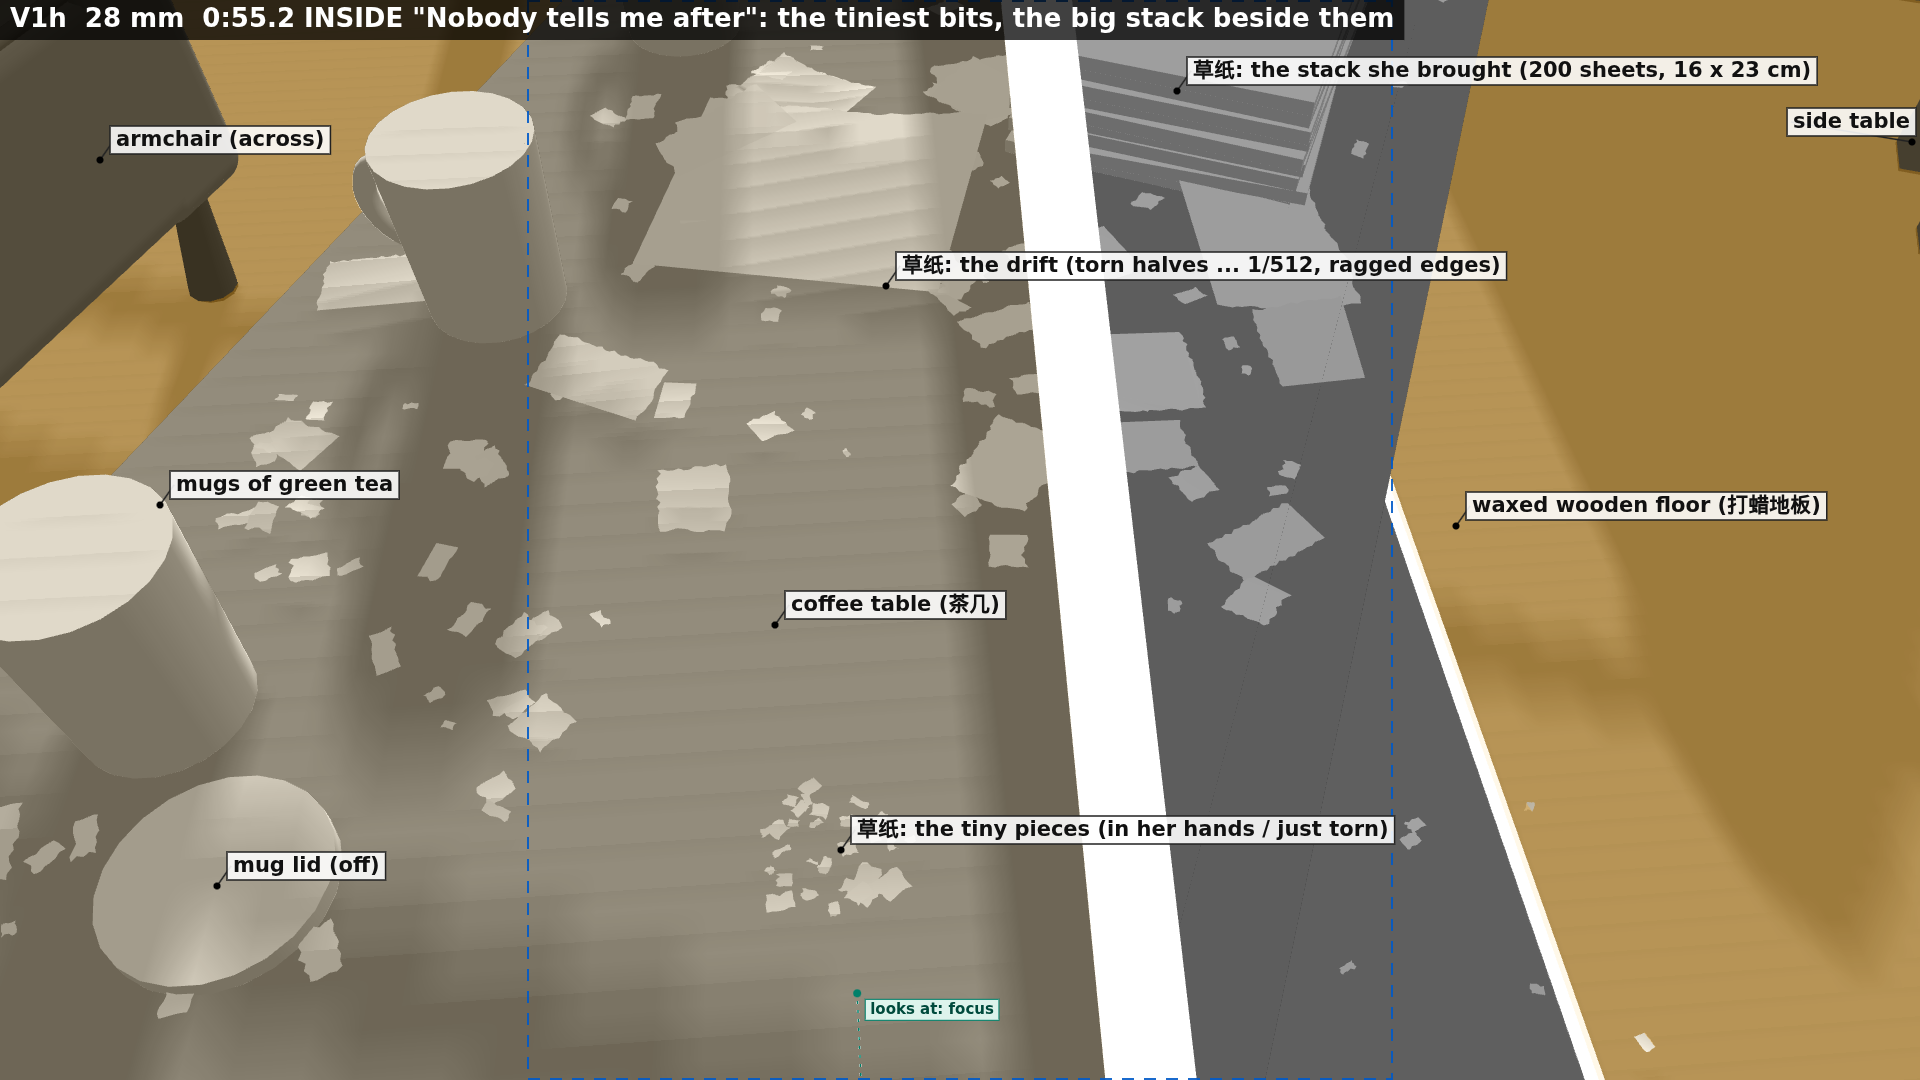 V1h  28 mm  0:55.2 INSIDE "Nobody tells me after": the tiniest bits, the big stack beside them
草纸: the stack she brought (200 sheets, 16 x 23 cm)
side table
armchair (across)
草纸: the drift (torn halves ... 1/512, ragged edges)
mugs of green tea
waxed wooden floor (打蜡地板)
coffee table (茶几)
草纸: the tiny pieces (in her hands / just torn)
mug lid (off)
looks at: focus